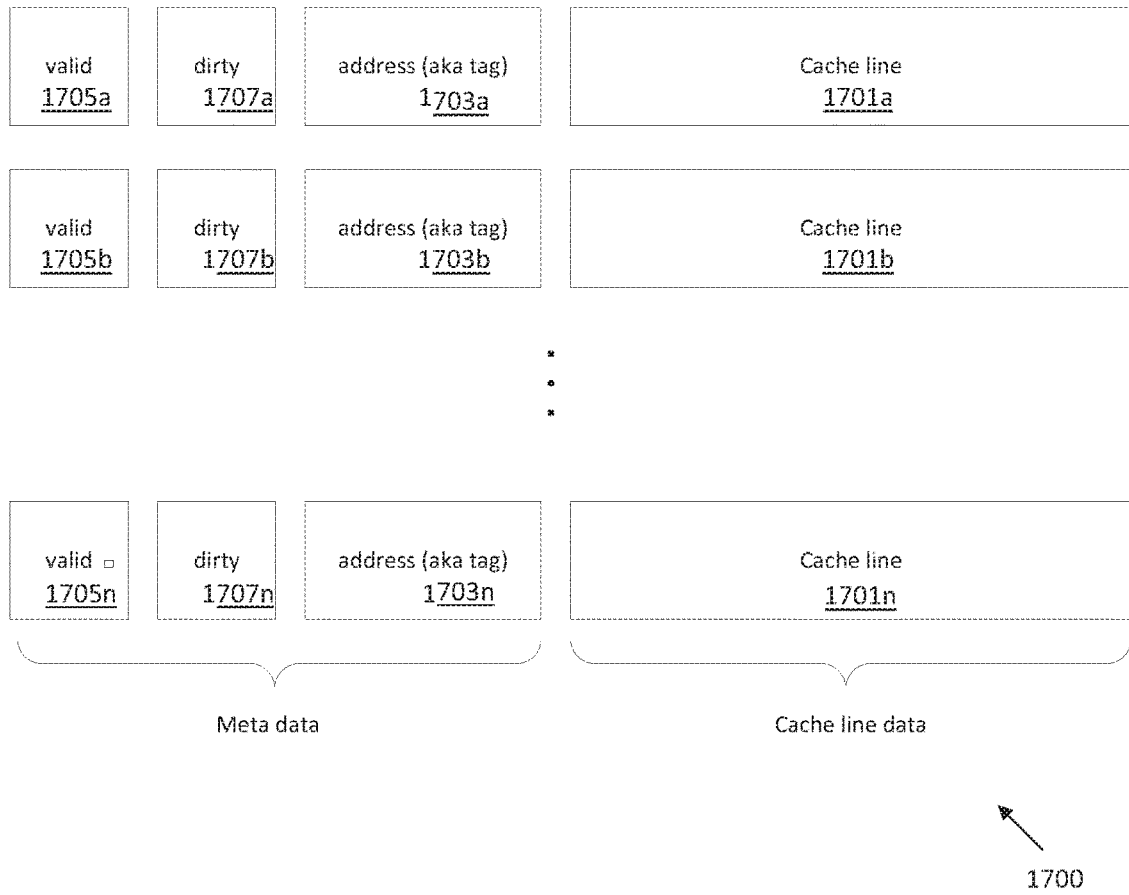 valid dirty address (aka tag) Cache line
1705a 1707a 1703a 1701a
valid dirty address (aka tag) Cache line
1705b 1707b 1703b 1701b
valid dirty address (aka tag) Cache line
1705n 1707n 1703n 1701n
Meta data Cache line data
1700